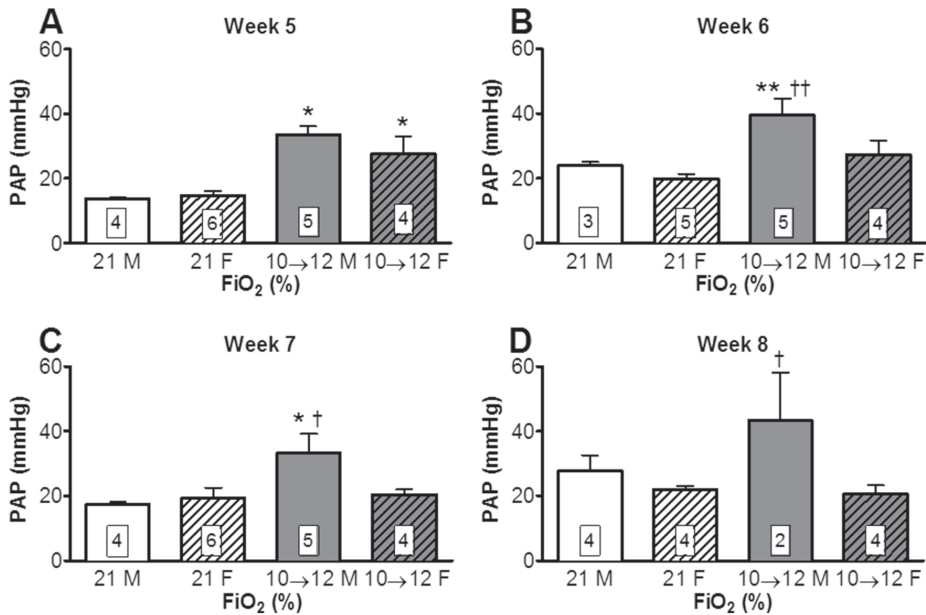 A
Week 5
PAP (mmHg)
60
40
20
0
*
*
4
6
5
4
21 M
21 F
10→12 M
10→12 F
FiO₂ (%)
B
Week 6
PAP (mmHg)
60
40
20
0
** ††
3
5
5
4
21 M
21 F
10→12 M
10→12 F
FiO₂ (%)
C
Week 7
PAP (mmHg)
60
40
20
0
* †
4
6
5
4
21 M
21 F
10→12 M
10→12 F
FiO₂ (%)
D
Week 8
PAP (mmHg)
60
40
20
0
†
4
4
2
4
21 M
21 F
10→12 M
10→12 F
FiO₂ (%)